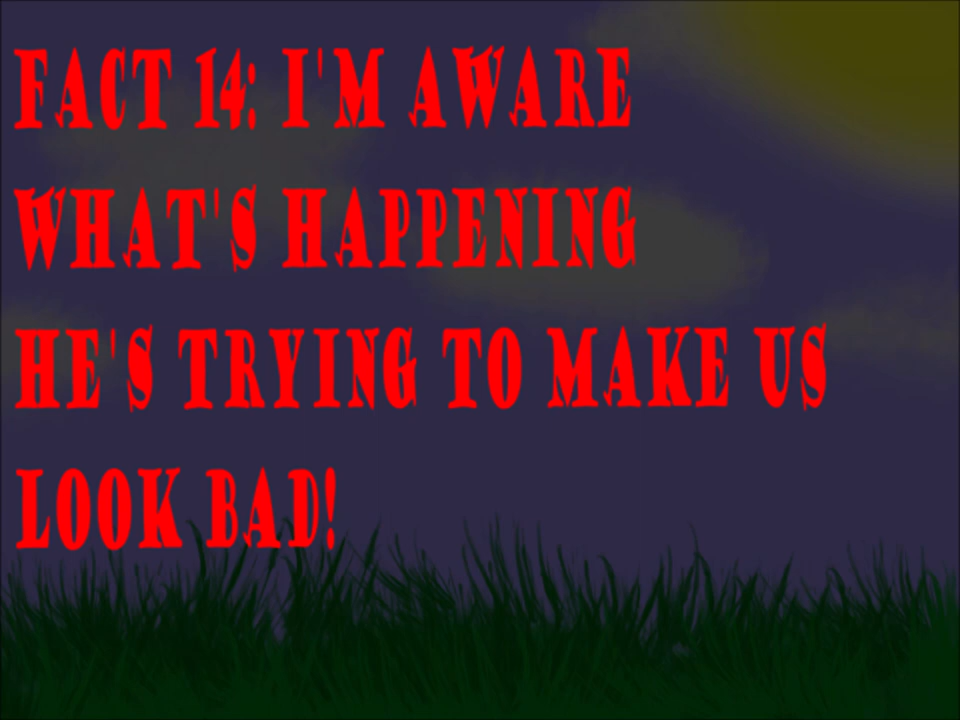 FACT 14: I'M AWARE
WHAT'S HAPPENING
HE'S TRYING TO MAKE US
LOOK BAD!